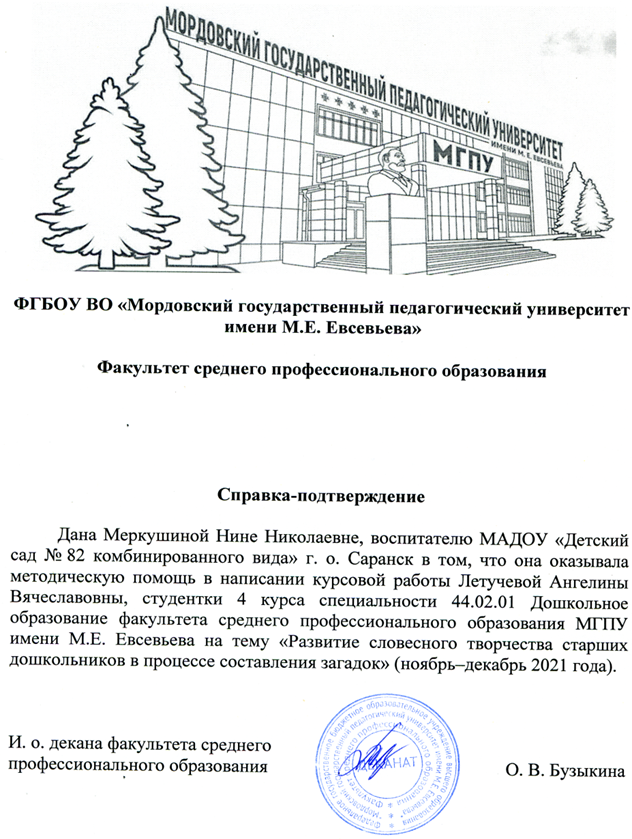 МОРДОВСКИЙ ГОСУДАРСТВЕННЫЙ ПЕДАГОГИЧЕСКИЙ УНИВЕРСИТЕТ
ИМЕНИ М. Е. ЕВСЕВЬЕВА
МГПУ
ФГБОУ ВО «Мордовский государственный педагогический университет
имени М.Е. Евсевьева»
Факультет среднего профессионального образования
Справка-подтверждение
Дана Меркушиной Нине Николаевне, воспитателю МАДОУ «Детский
сад № 82 комбинированного вида» г. о. Саранск в том, что она оказывала
методическую помощь в написании курсовой работы Летучевой Ангелины
Вячеславовны, студентки 4 курса специальности 44.02.01 Дошкольное
образование факультета среднего профессионального образования МГПУ
имени М.Е. Евсевьева на тему «Развитие словесного творчества старших
дошкольников в процессе составления загадок» (ноябрь–декабрь 2021 года).
И. о. декана факультета среднего
профессионального образования
О. В. Бузыкина